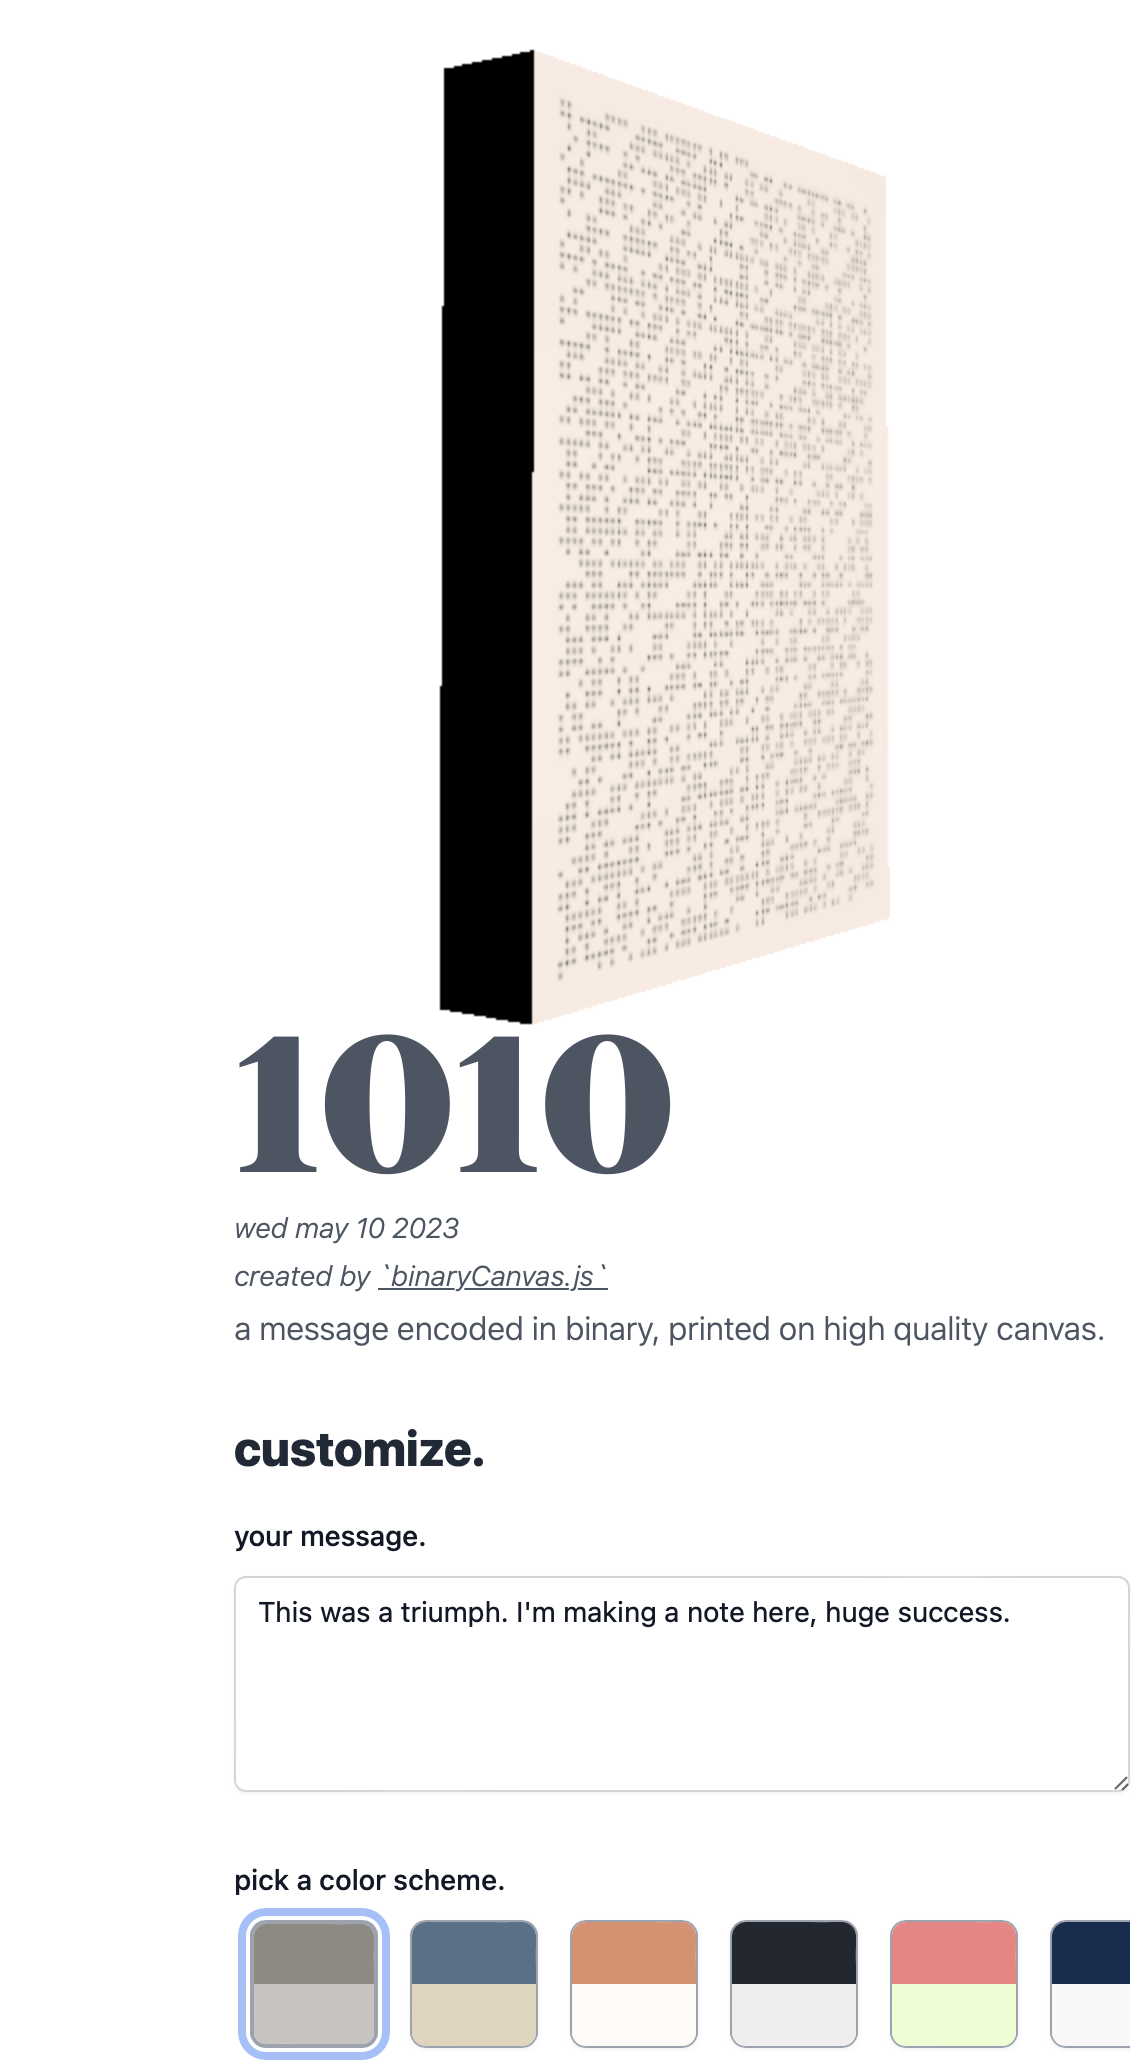 1010
wed may 10 2023
created by `binaryCanvas.js`
a message encoded in binary, printed on high quality canvas.
customize.
your message.
This was a triumph. I'm making a note here, huge success.
pick a color scheme.